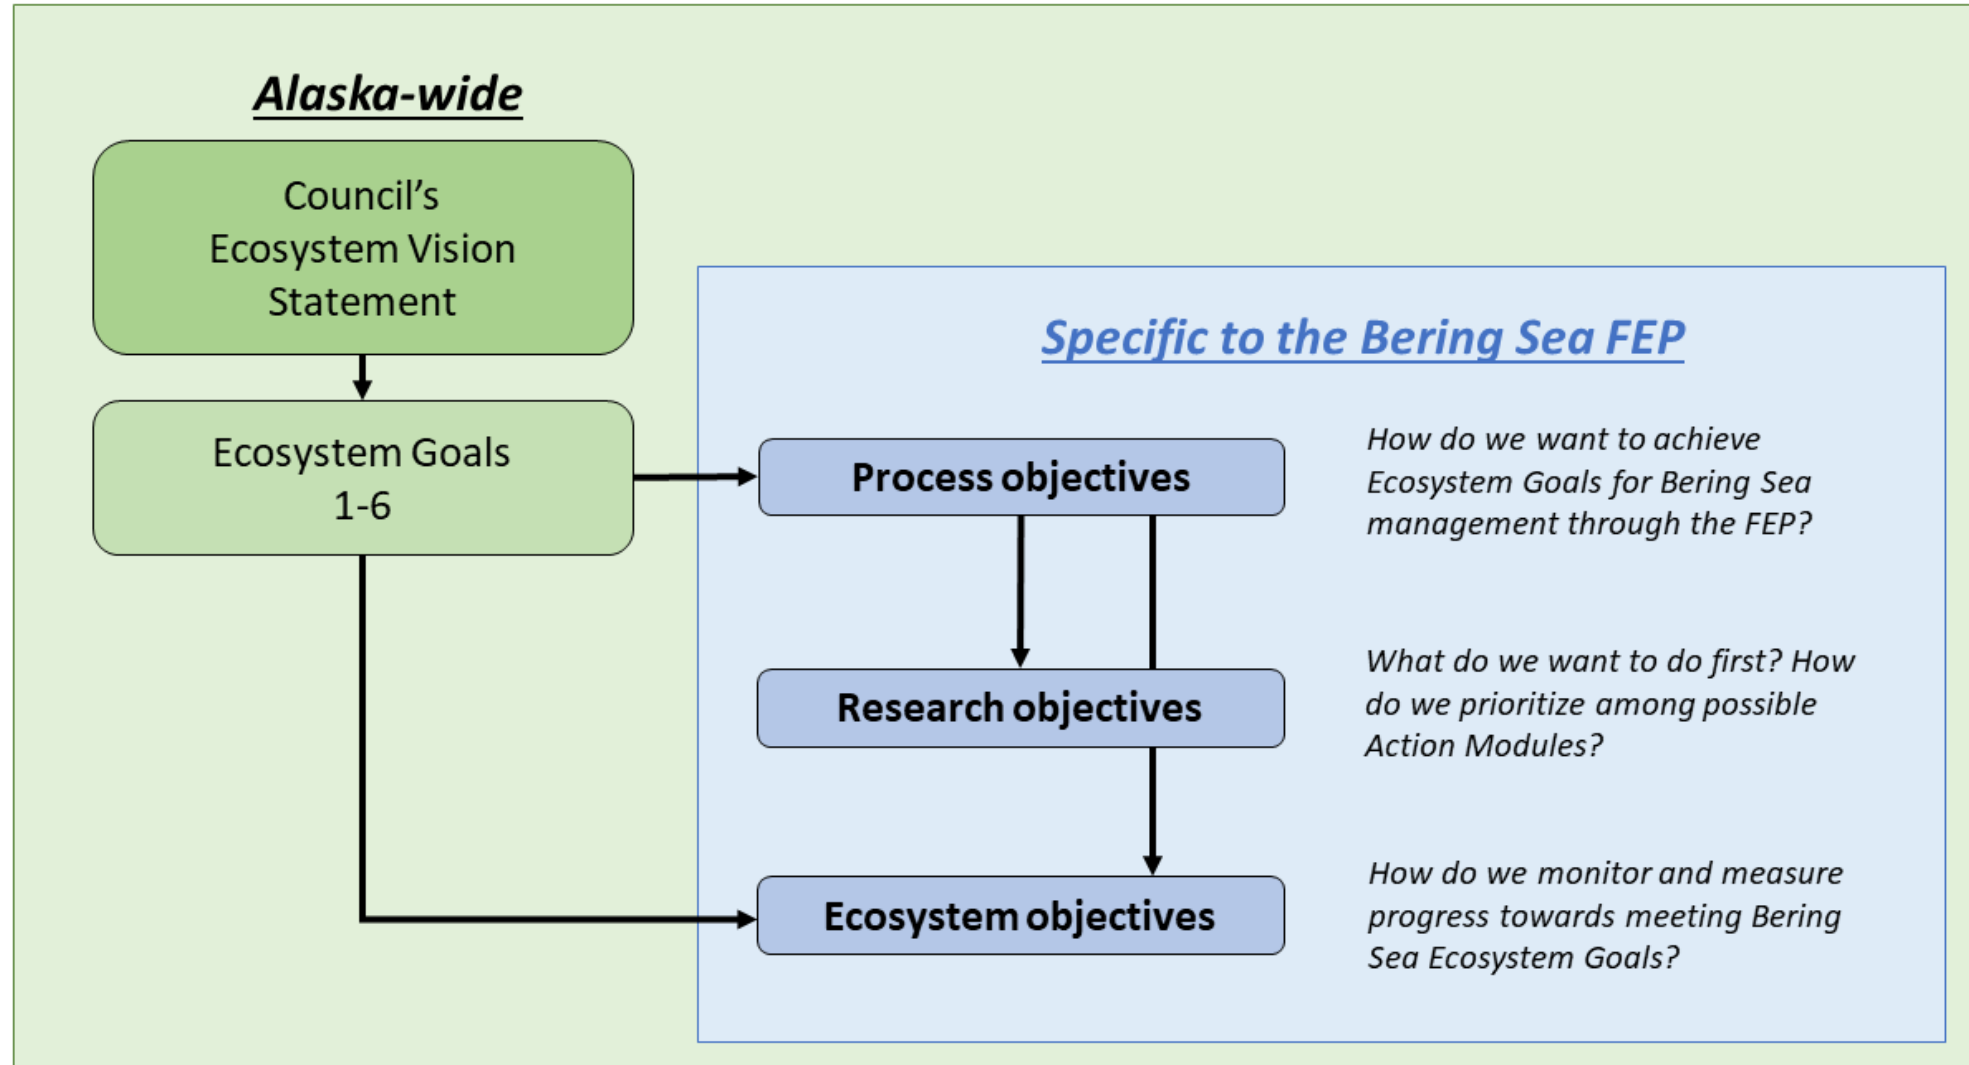 Alaska-wide
Council’s
Ecosystem Vision
Statement
Ecosystem Goals
1-6
Specific to the Bering Sea FEP
Process objectives
How do we want to achieve
Ecosystem Goals for Bering Sea
management through the FEP?
Research objectives
What do we want to do first? How
do we prioritize among possible
Action Modules?
Ecosystem objectives
How do we monitor and measure
progress towards meeting Bering
Sea Ecosystem Goals?